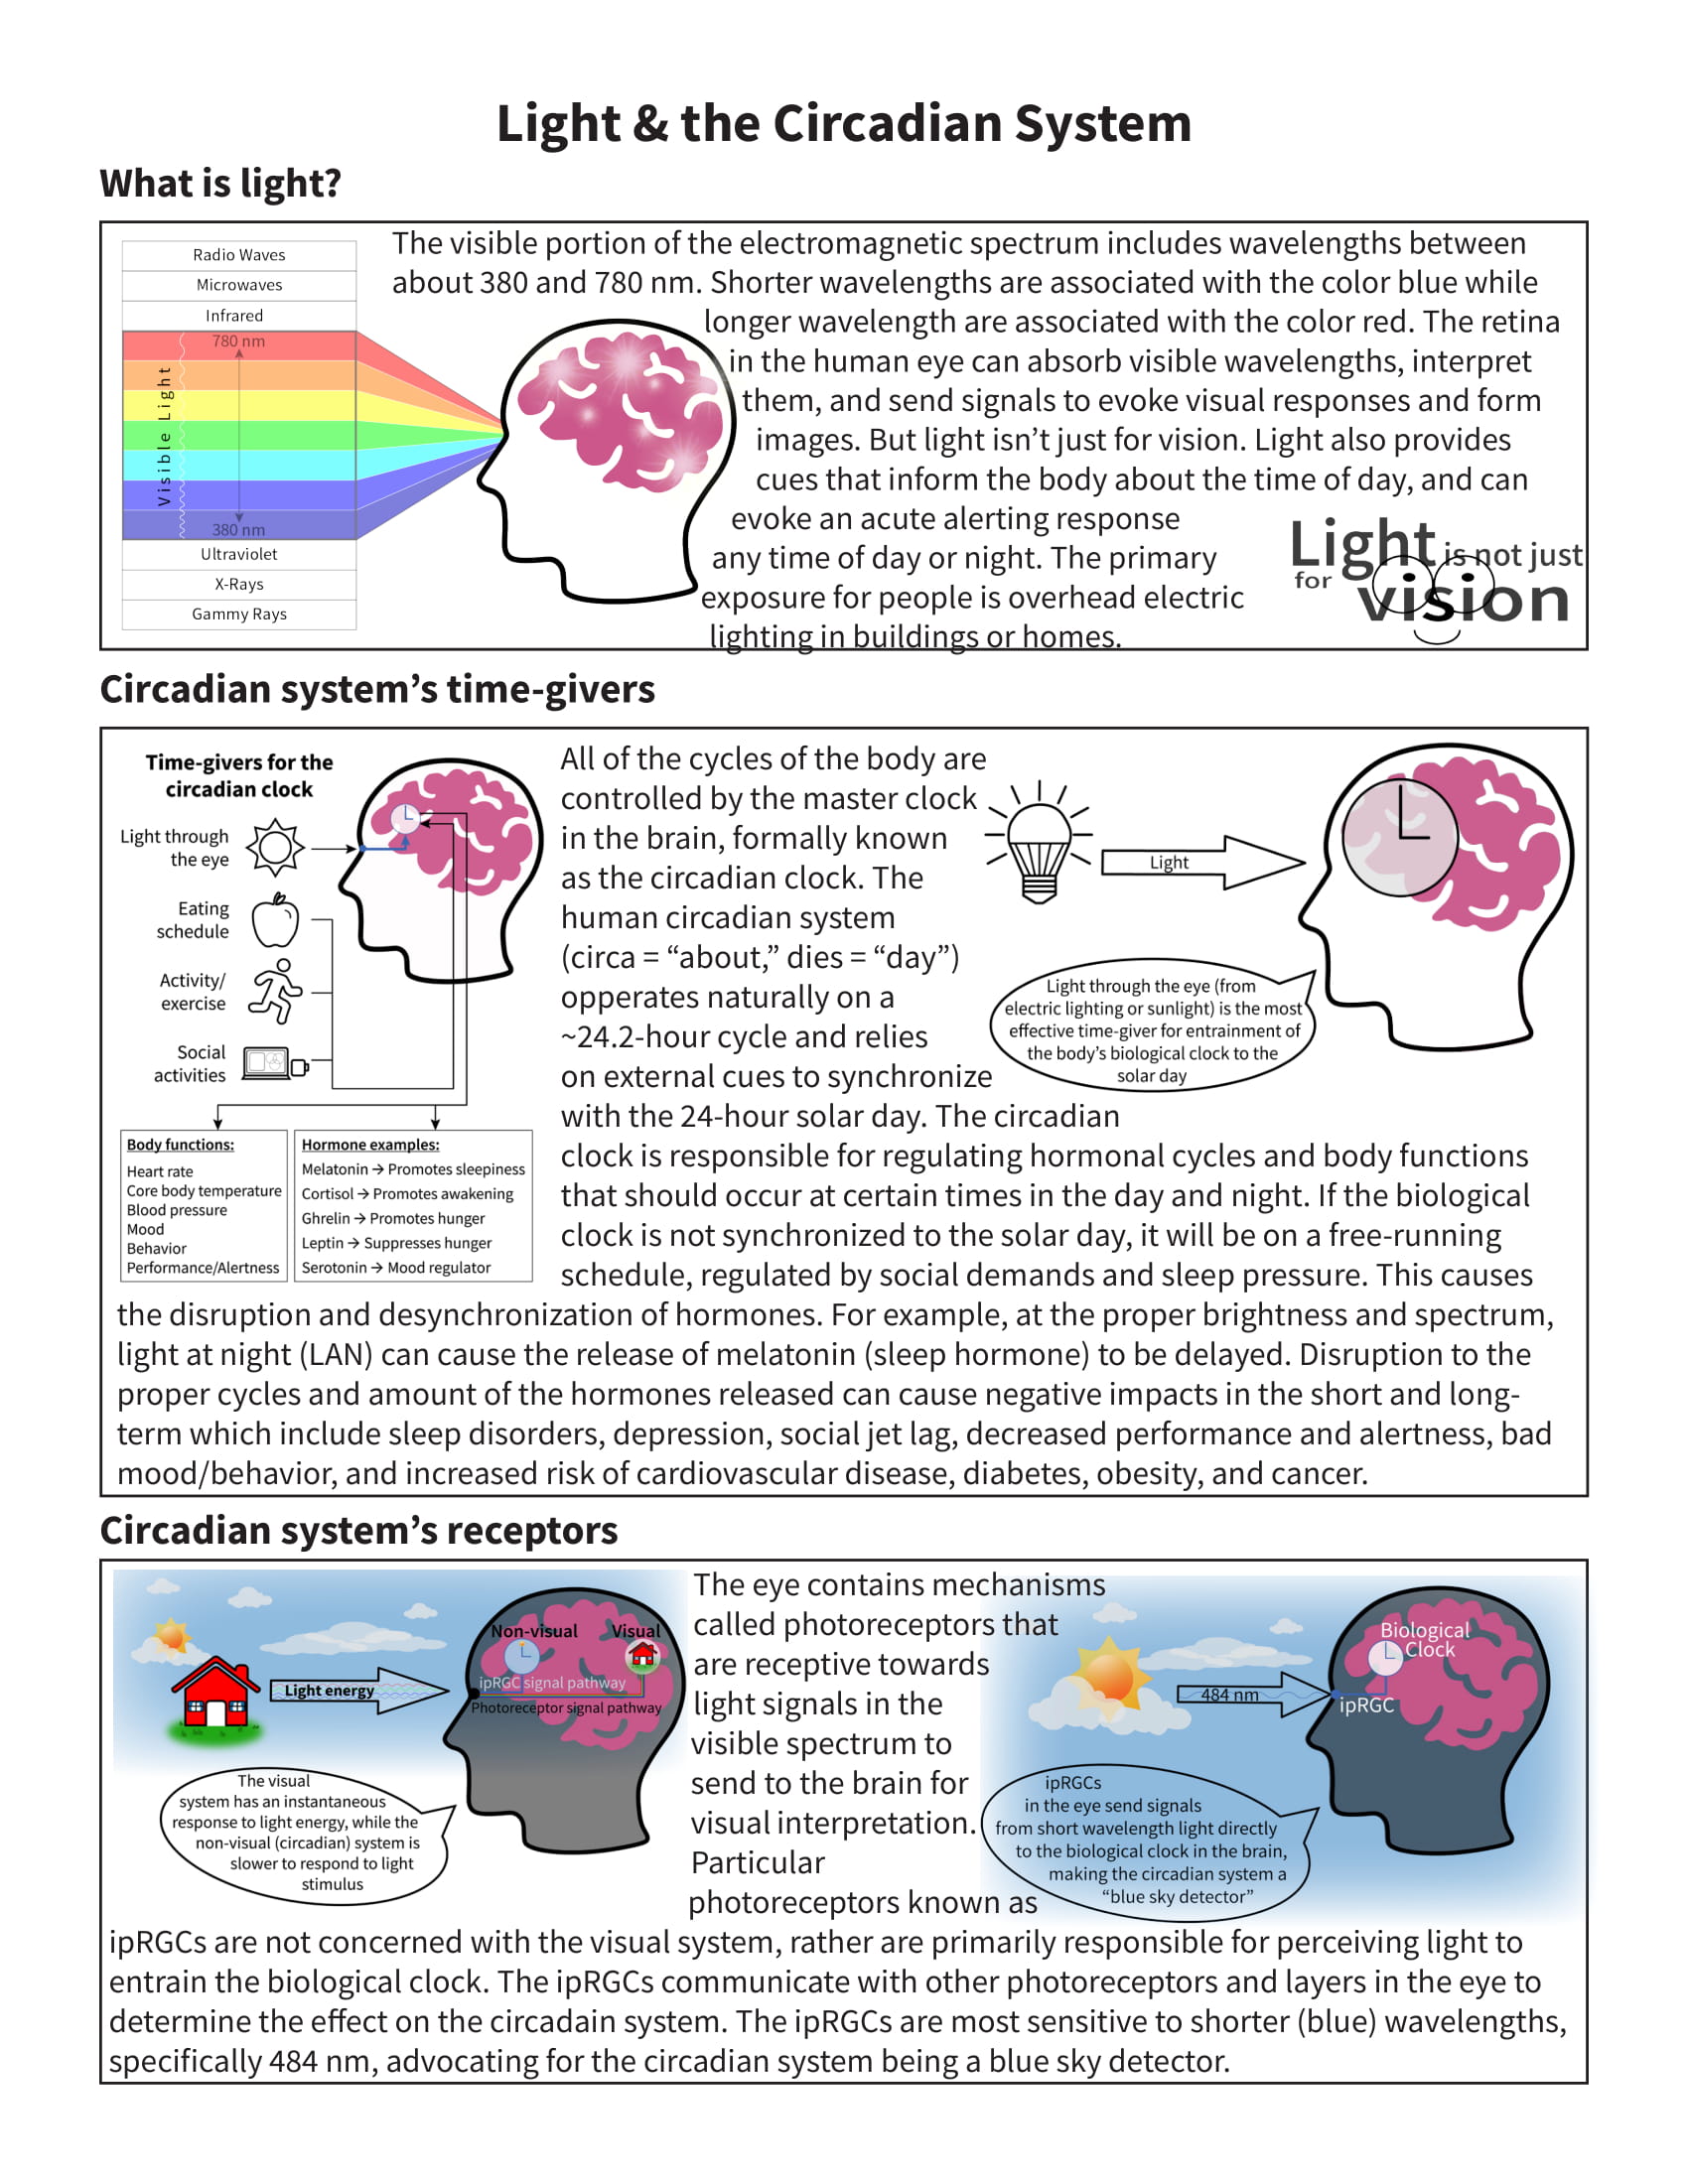 Light & the Circadian System
What is light?
Radio Waves
Microwaves
Infrared
780 nm
Visible Light
380 nm
Ultraviolet
X-Rays
Gammy Rays
The visible portion of the electromagnetic spectrum includes wavelengths between
about 380 and 780 nm. Shorter wavelengths are associated with the color blue while
longer wavelength are associated with the color red. The retina
in the human eye can absorb visible wavelengths, interpret
them, and send signals to evoke visual responses and form
images. But light isn’t just for vision. Light also provides
cues that inform the body about the time of day, and can
evoke an acute alerting response
any time of day or night. The primary
exposure for people is overhead electric
lighting in buildings or homes.
Light is not just
for vision
Circadian system’s time-givers
Time-givers for the
circadian clock
Light through
the eye
Eating
schedule
Activity/
exercise
Social
activities
Body functions:
Heart rate
Core body temperature
Blood pressure
Mood
Behavior
Performance/Alertness
Hormone examples:
Melatonin → Promotes sleepiness
Cortisol → Promotes awakening
Ghrelin → Promotes hunger
Leptin → Suppresses hunger
Serotonin → Mood regulator
All of the cycles of the body are
controlled by the master clock
in the brain, formally known
as the circadian clock. The
human circadian system
(circa = “about,” dies = “day”)
opperates naturally on a
~24.2-hour cycle and relies
on external cues to synchronize
with the 24-hour solar day. The circadian
clock is responsible for regulating hormonal cycles and body functions
that should occur at certain times in the day and night. If the biological
clock is not synchronized to the solar day, it will be on a free-running
schedule, regulated by social demands and sleep pressure. This causes
the disruption and desynchronization of hormones. For example, at the proper brightness and spectrum,
light at night (LAN) can cause the release of melatonin (sleep hormone) to be delayed. Disruption to the
proper cycles and amount of the hormones released can cause negative impacts in the short and long-
term which include sleep disorders, depression, social jet lag, decreased performance and alertness, bad
mood/behavior, and increased risk of cardiovascular disease, diabetes, obesity, and cancer.
Light
Light through the eye (from
electric lighting or sunlight) is the most
effective time-giver for entrainment of
the body’s biological clock to the
solar day
Circadian system’s receptors
Non-visual
Visual
ipRGC signal pathway
Light energy
Photoreceptor signal pathway
The visual
system has an instantaneous
response to light energy, while the
non-visual (circadian) system is
slower to respond to light
stimulus
The eye contains mechanisms
called photoreceptors that
are receptive towards
light signals in the
visible spectrum to
send to the brain for
visual interpretation.
Particular
photoreceptors known as
ipRGCs are not concerned with the visual system, rather are primarily responsible for perceiving light to
entrain the biological clock. The ipRGCs communicate with other photoreceptors and layers in the eye to
determine the effect on the circadain system. The ipRGCs are most sensitive to shorter (blue) wavelengths,
specifically 484 nm, advocating for the circadian system being a blue sky detector.
Biological
Clock
484 nm
ipRGC
ipRGCs
in the eye send signals
from short wavelength light directly
to the biological clock in the brain,
making the circadian system a
“blue sky detector”